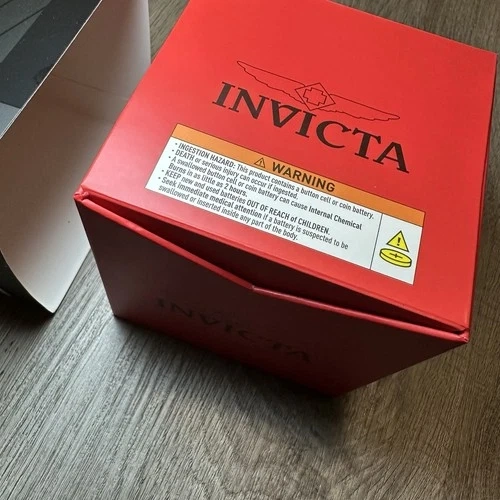 INVICTA
WARNING
• INGESTION HAZARD: This product contains a button cell or coin battery.
• DEATH or serious injury can occur if ingested.
• A swallowed button cell or coin battery can cause Internal Chemical
Burns in as little as 2 hours.
• KEEP new and used batteries OUT OF REACH of CHILDREN.
Seek immediate medical attention if a battery is suspected to be
swallowed or inserted inside any part of the body.
INVICTA